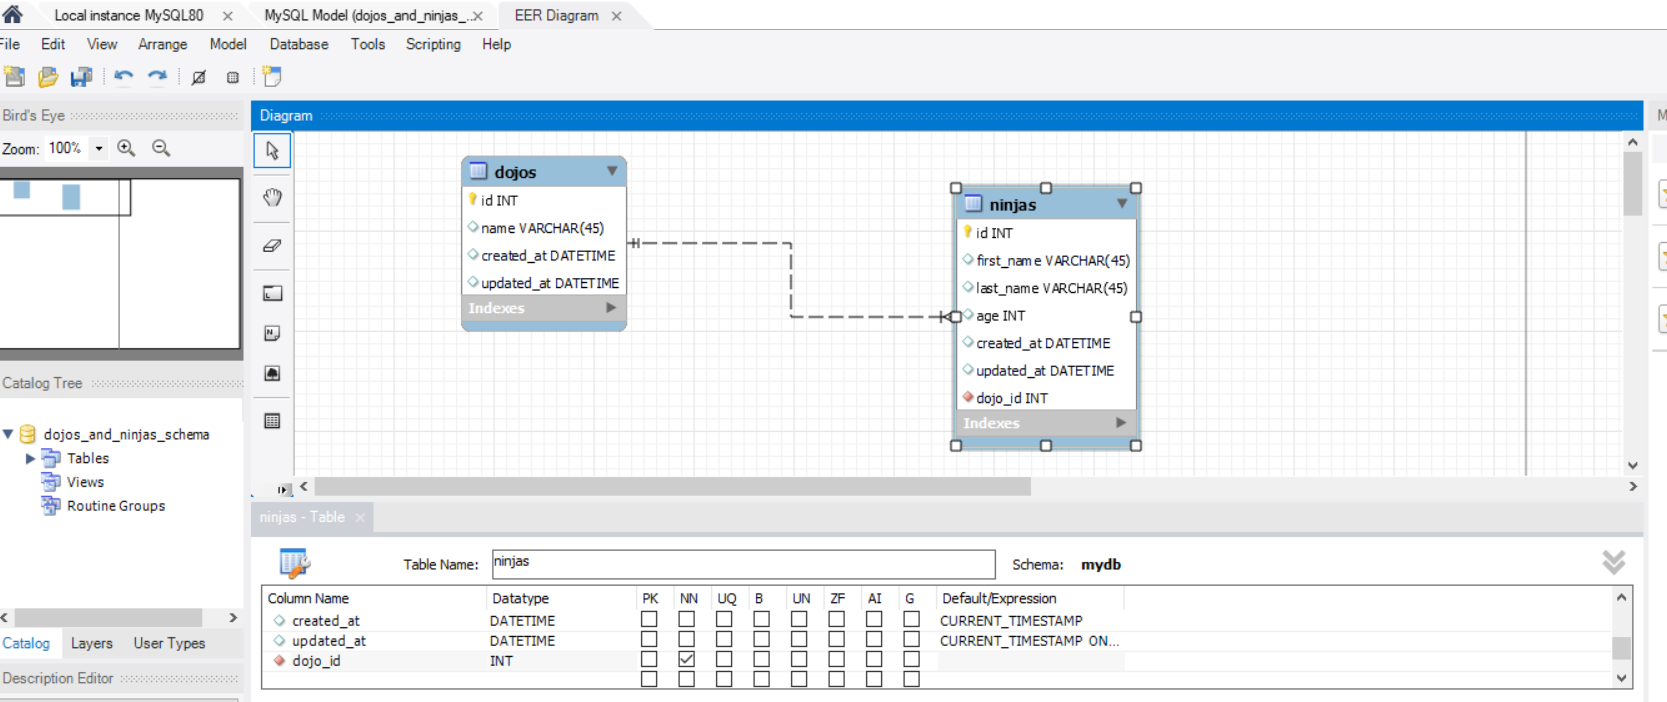 Local instance MySQL80 × MySQL Model (dojos_and_ninjas_...× EER Diagram ×
File Edit View Arrange Model Database Tools Scripting Help
Bird's Eye
Zoom: 100%
Diagram
dojos
id INT
name VARCHAR(45)
created_at DATETIME
updated_at DATETIME
Indexes
ninjas
id INT
first_name VARCHAR(45)
last_name VARCHAR(45)
age INT
created_at DATETIME
updated_at DATETIME
dojo_id INT
Indexes
Catalog Tree
dojos_and_ninjas_schema
Tables
Views
Routine Groups
Catalog Layers User Types
Description Editor
ninjas - Table ×
Table Name: ninjas Schema: mydb
Column Name Datatype PK NN UQ B UN ZF AI G Default/Expression
created_at DATETIME CURRENT_TIMESTAMP
updated_at DATETIME CURRENT_TIMESTAMP ON...
dojo_id INT